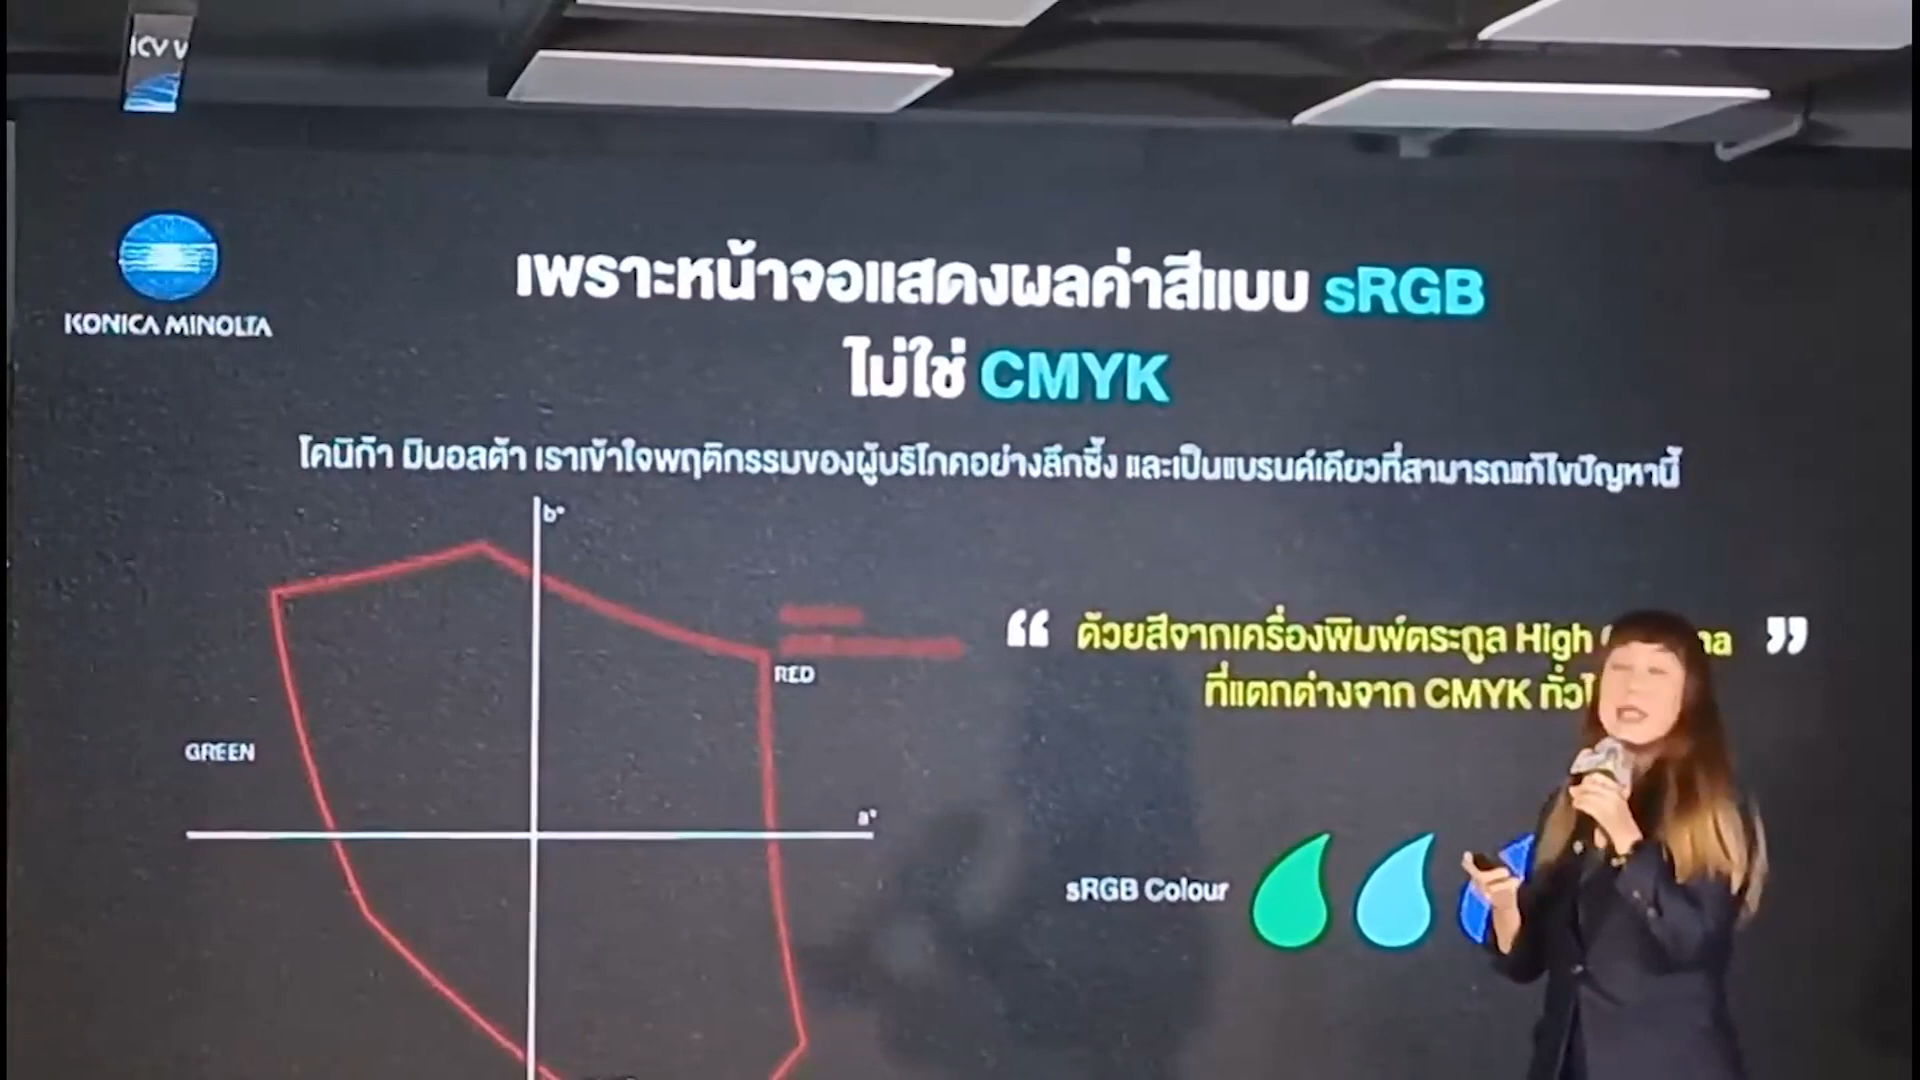 KONICA MINOLTA
เพราะหน้าจอแสดงผลค่าสีแบบ sRGB
ไม่ใช่ CMYK
โคนิก้า มินอลต้า เราเข้าใจพฤติกรรมของผู้บริโภคอย่างลึกซึ้ง และเป็นแบรนด์เดียวที่สามารถแก้ไขปัญหานี้
b*
RED
GREEN
a*
“ ด้วยสีจากเครื่องพิมพ์ตระกูล High ”
ที่แตกต่างจาก CMYK
sRGB Colour